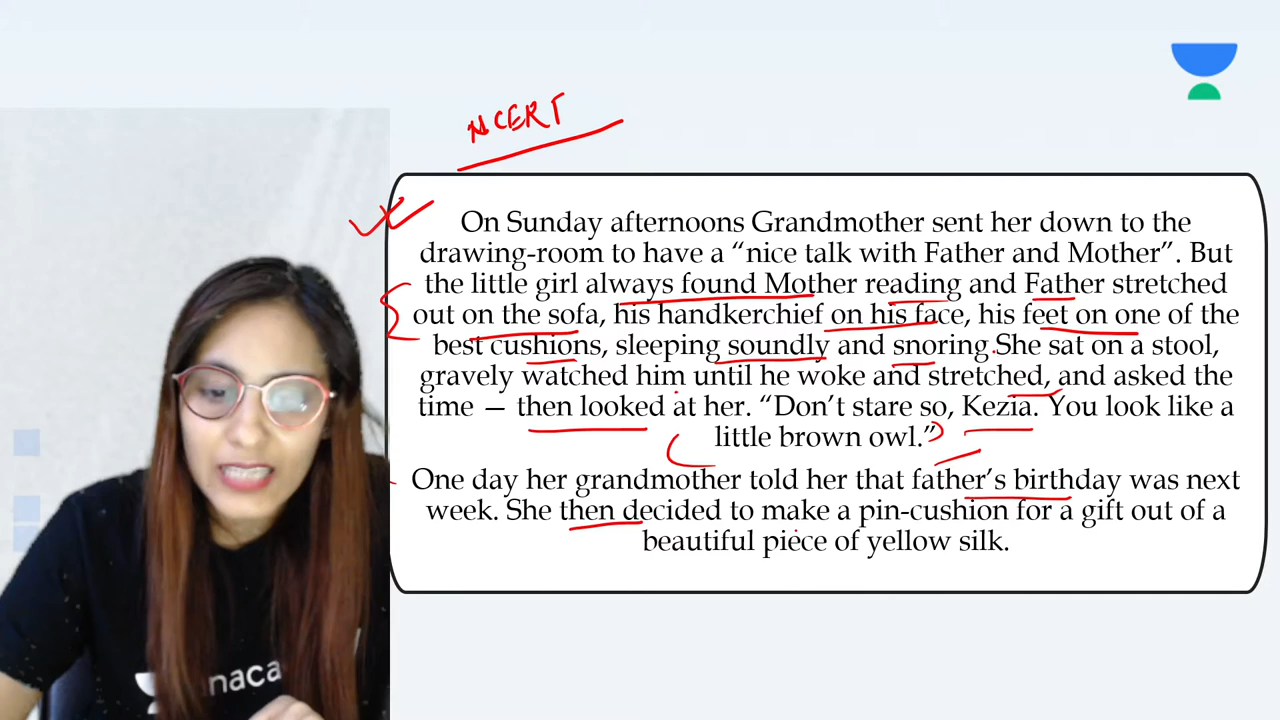 NCERT
On Sunday afternoons Grandmother sent her down to the
drawing-room to have a “nice talk with Father and Mother”. But
the little girl always found Mother reading and Father stretched
out on the sofa, his handkerchief on his face, his feet on one of the
best cushions, sleeping soundly and snoring.She sat on a stool,
gravely watched him until he woke and stretched, and asked the
time — then looked at her. “Don’t stare so, Kezia. You look like a
little brown owl.”
One day her grandmother told her that father’s birthday was next
week. She then decided to make a pin-cushion for a gift out of a
beautiful piece of yellow silk.